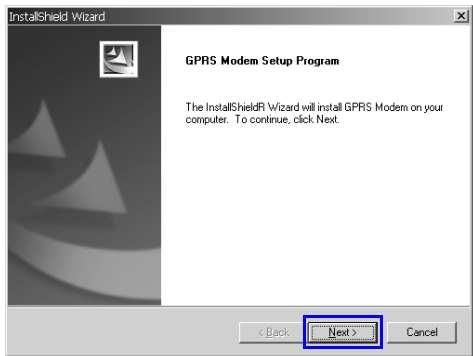 InstallShield Wizard
GPRS Modem Setup Program
The InstallShieldR Wizard will install GPRS Modem on your
computer. To continue, click Next.
< Back
Next >
Cancel